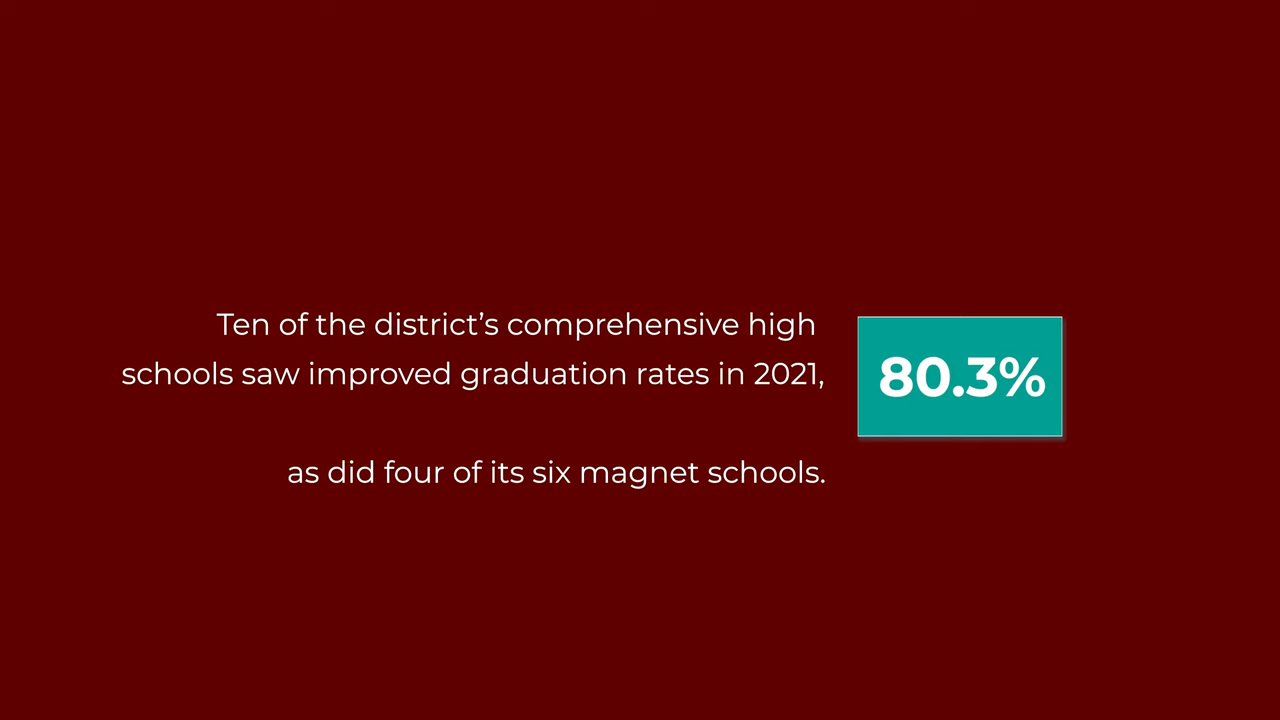 Ten of the district’s comprehensive high
schools saw improved graduation rates in 2021,
as did four of its six magnet schools.
80.3%